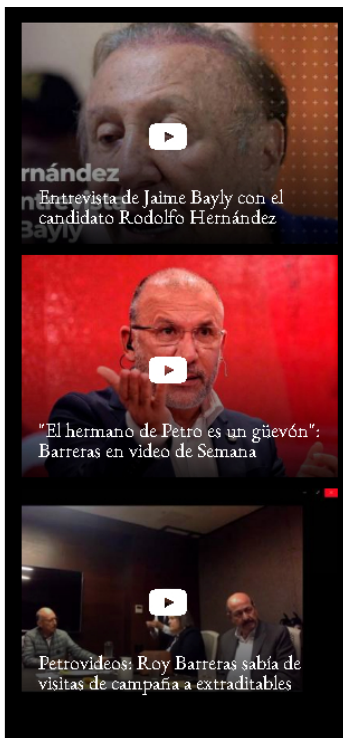 rnández
Entrevista de Jaime Bayly con el
candidato Rodolfo Hernández
Bayly
"El hermano de Petro es un güevón":
Barreras en video de Semana
Petrovideos: Roy Barreras sabía de
visitas de campaña a extraditables